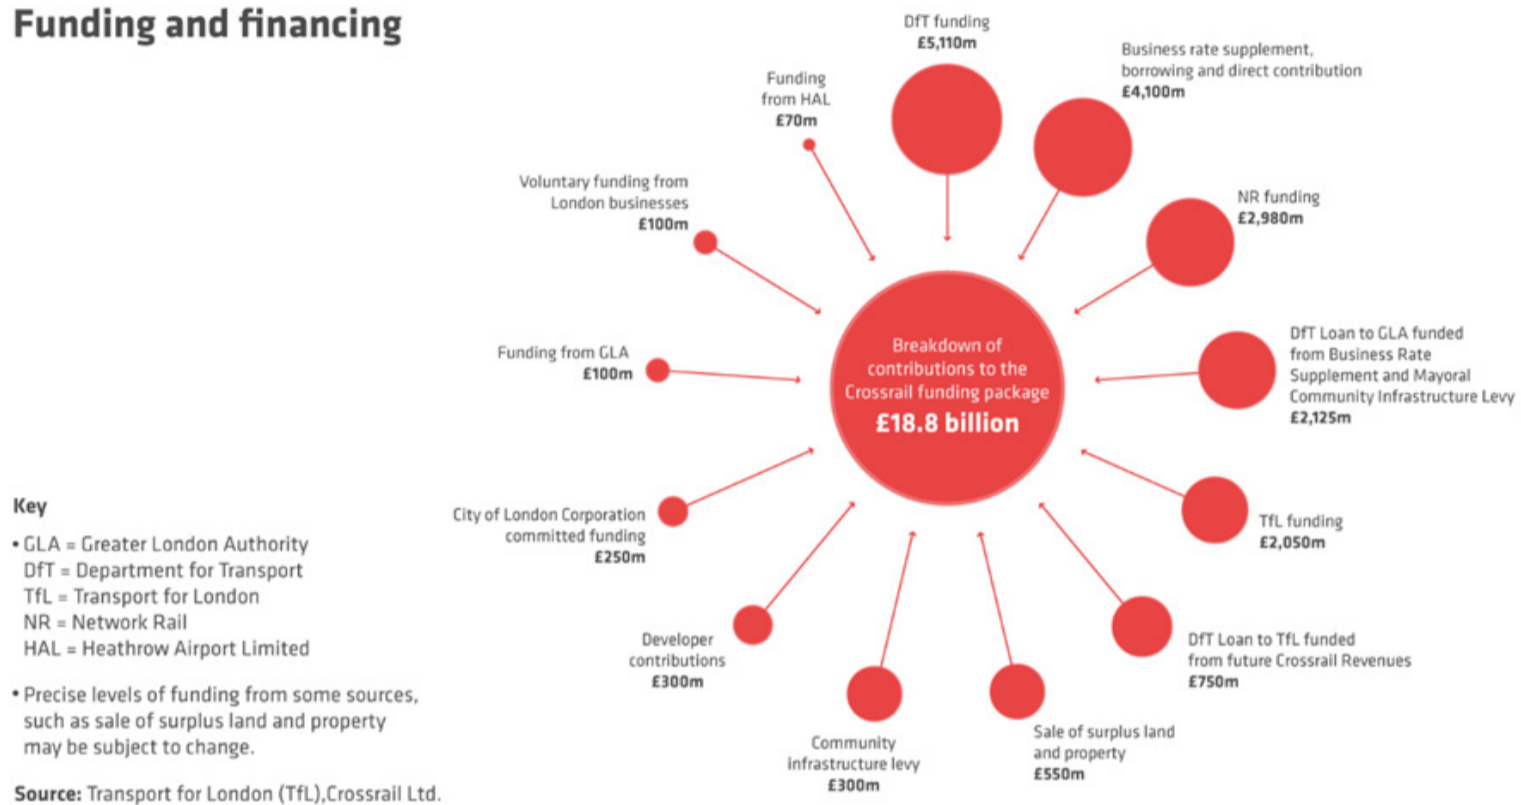 Funding and financing
DfT funding
£5,110m
Business rate supplement,
borrowing and direct contribution
£4,100m
NR funding
£2,980m
DfT Loan to GLA funded
from Business Rate
Supplement and Mayoral
Community Infrastructure Levy
£2,125m
TfL funding
£2,050m
DfT Loan to TfL funded
from future Crossrail Revenues
£750m
Sale of surplus land
and property
£550m
Community
infrastructure levy
£300m
Developer
contributions
£300m
City of London Corporation
committed funding
£250m
Funding from GLA
£100m
Voluntary funding from
London businesses
£100m
Funding
from HAL
£70m
Breakdown of
contributions to the
Crossrail funding package
£18.8 billion
Key
• GLA = Greater London Authority
DfT = Department for Transport
TfL = Transport for London
NR = Network Rail
HAL = Heathrow Airport Limited
• Precise levels of funding from some sources,
such as sale of surplus land and property
may be subject to change.
Source: Transport for London (TfL),Crossrail Ltd.